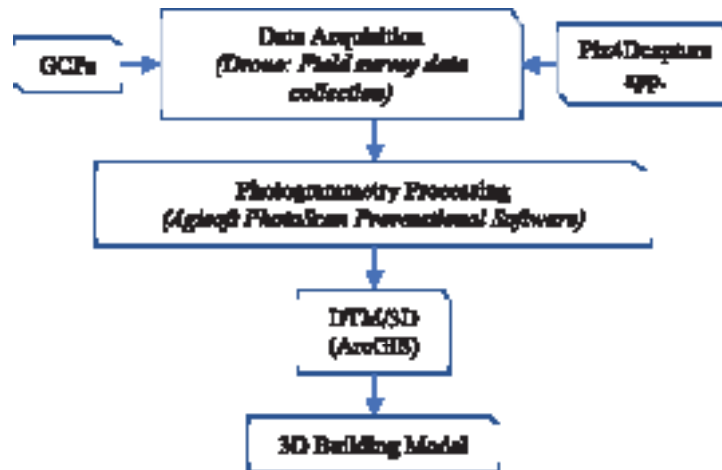 Data Acquisition
GCPs
(Drone: Field survey data
Pix4Dcapture
collection)
app.
Photogrammetry Processing
(Agisoft PhotoScan Software)
DTM/3D
(ArcGIS)
3D Building Model